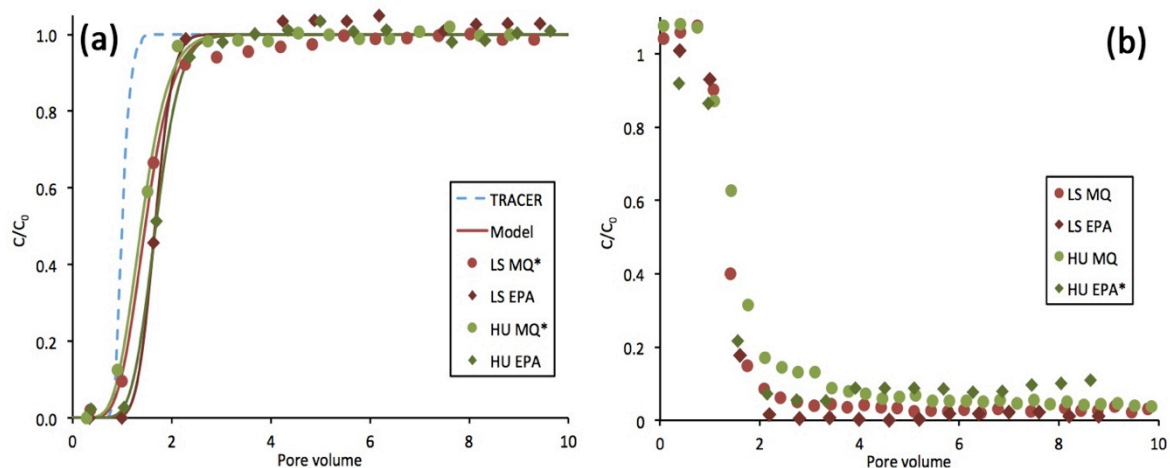 (a)
1.0
0.8
0.6
0.4
0.2
0.0
C/C₀
0 2 4 6 8 10
Pore volume
TRACER
Model
LS MQ*
LS EPA
HU MQ*
HU EPA
(b)
1
0.8
0.6
0.4
0.2
0
C/C₀
0 2 4 6 8 10
Pore volume
LS MQ
LS EPA
HU MQ
HU EPA*